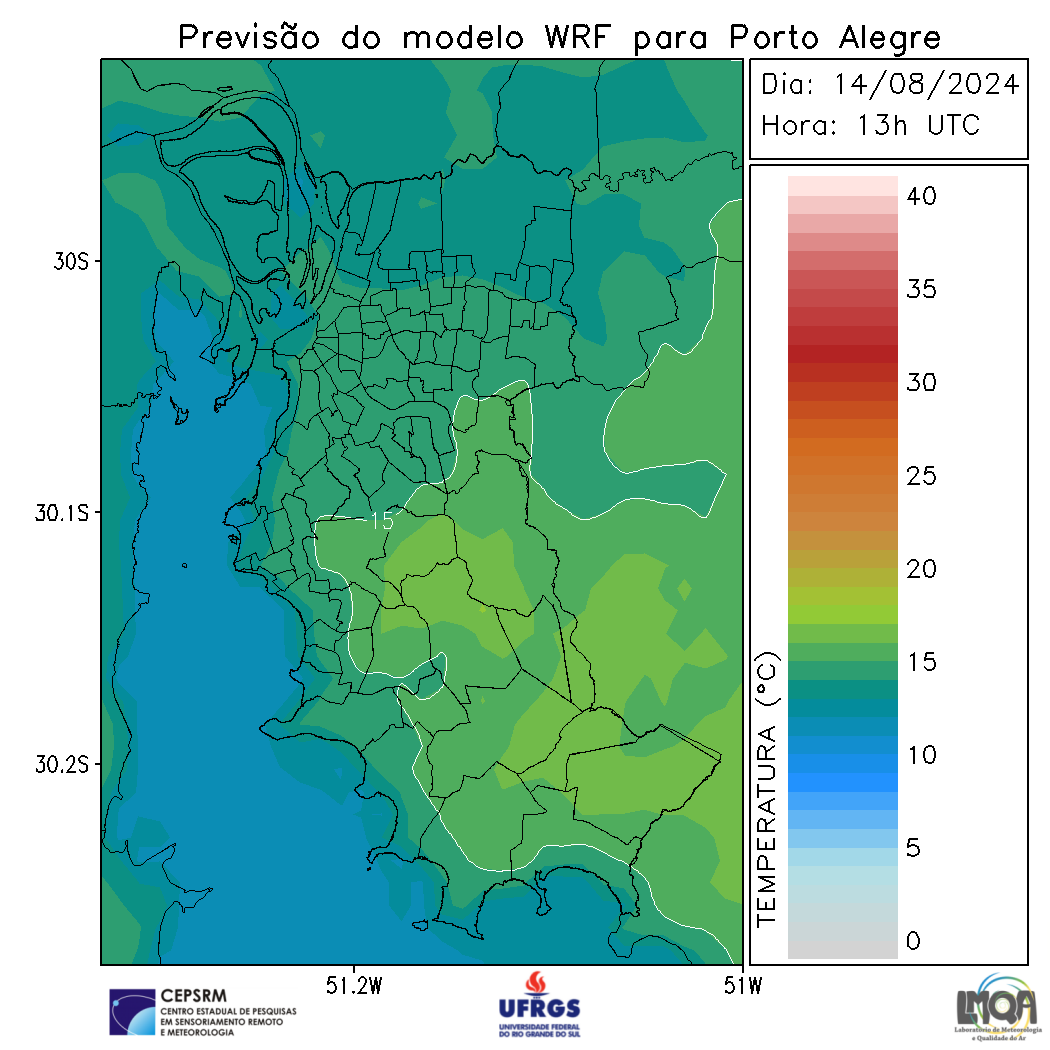 Previsão do modelo WRF para Porto Alegre
Dia: 14/08/2024
Hora: 13h UTC
40
35
30
25
20
15
10
5
0
TEMPERATURA (°C)
30S
30.1S
30.2S
15
51.2W
51W
CEPSRM
CENTRO ESTADUAL DE PESQUISAS
EM SENSORIAMENTO REMOTO
E METEOROLOGIA
UFRGS
UNIVERSIDADE FEDERAL
DO RIO GRANDE DO SUL
LMQA
Laboratório de Meteorologia
e Qualidade do Ar